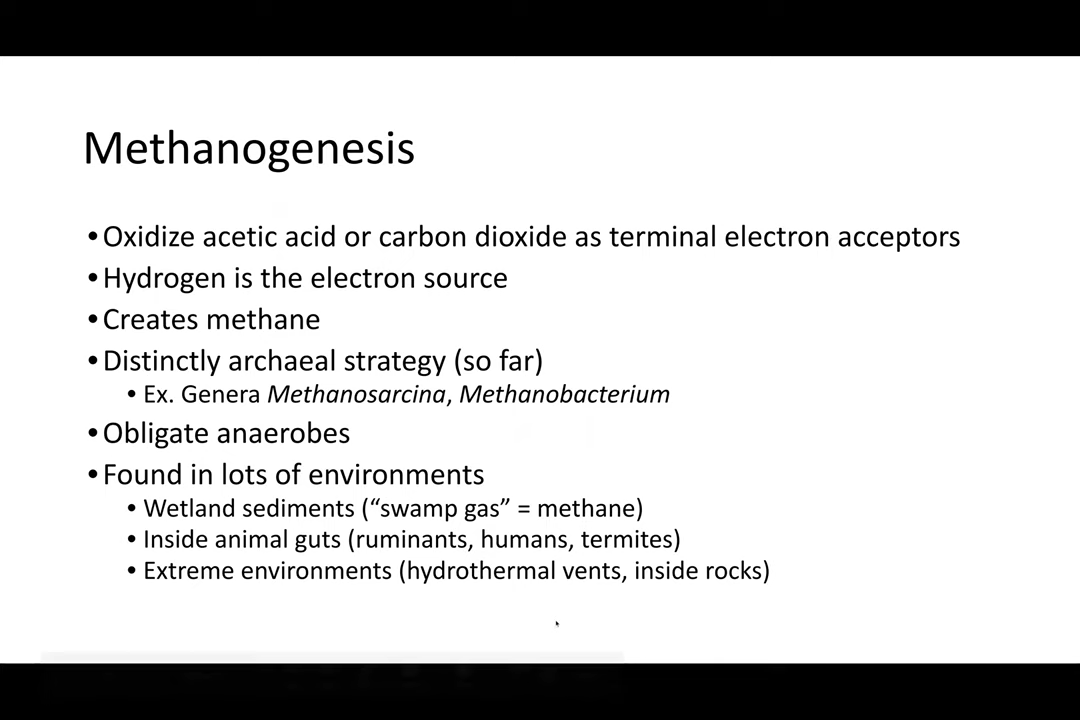 Methanogenesis
•Oxidize acetic acid or carbon dioxide as terminal electron acceptors
•Hydrogen is the electron source
•Creates methane
•Distinctly archaeal strategy (so far)
• Ex. Genera Methanosarcina, Methanobacterium
•Obligate anaerobes
•Found in lots of environments
• Wetland sediments (“swamp gas” = methane)
• Inside animal guts (ruminants, humans, termites)
• Extreme environments (hydrothermal vents, inside rocks)